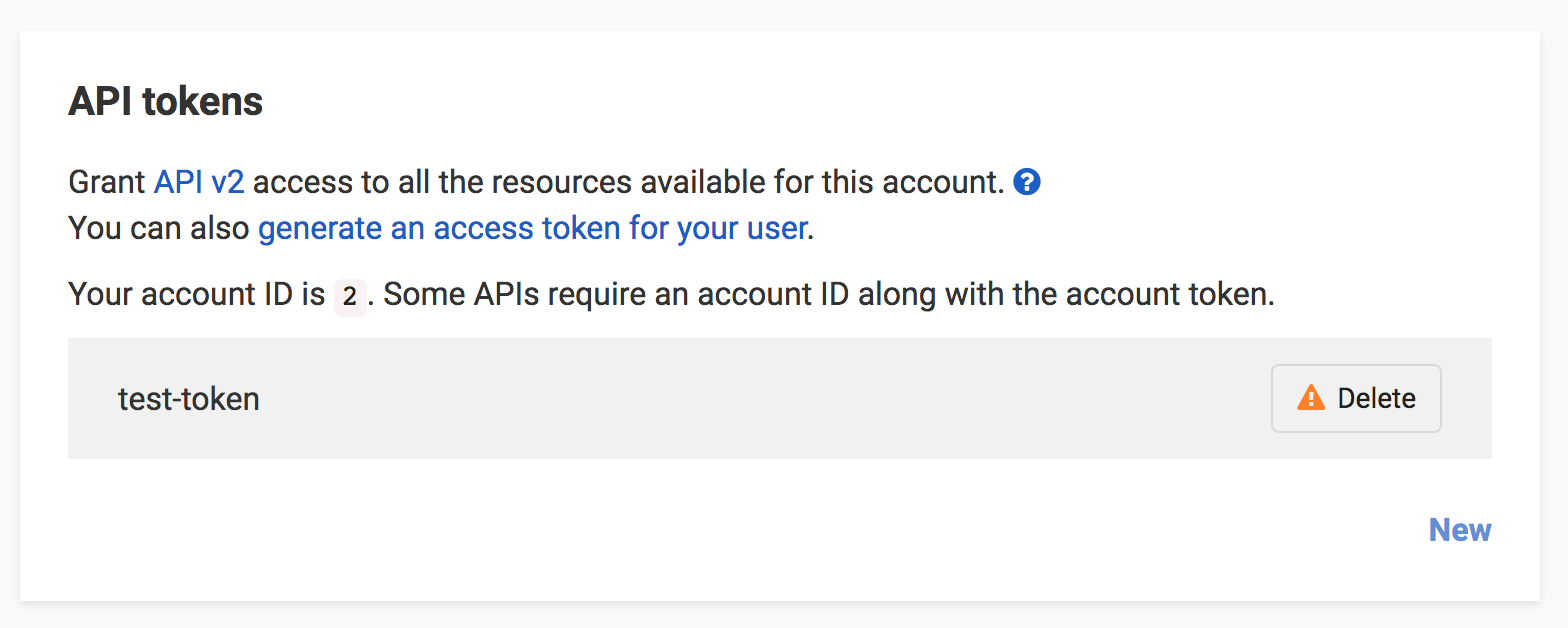 API tokens
Grant API v2 access to all the resources available for this account. ?
You can also generate an access token for your user.
Your account ID is 2. Some APIs require an account ID along with the account token.
test-token
Delete
New